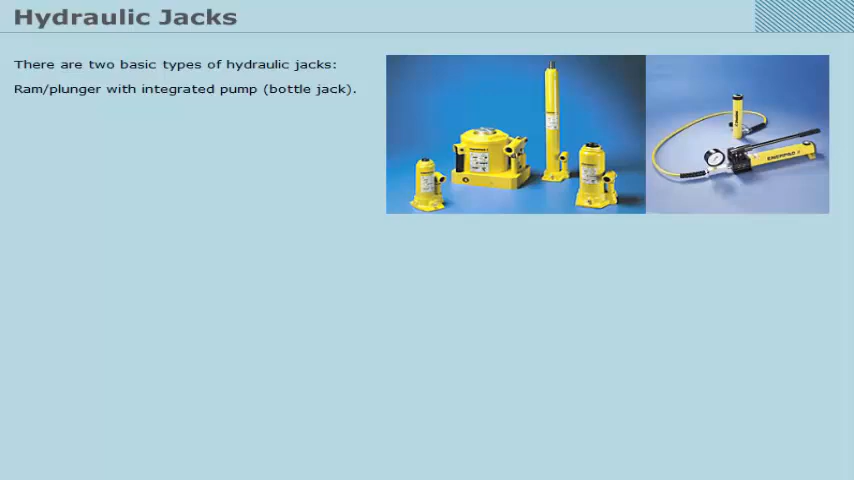 Hydraulic Jacks
There are two basic types of hydraulic jacks:
Ram/plunger with integrated pump (bottle jack).
ENERPAC